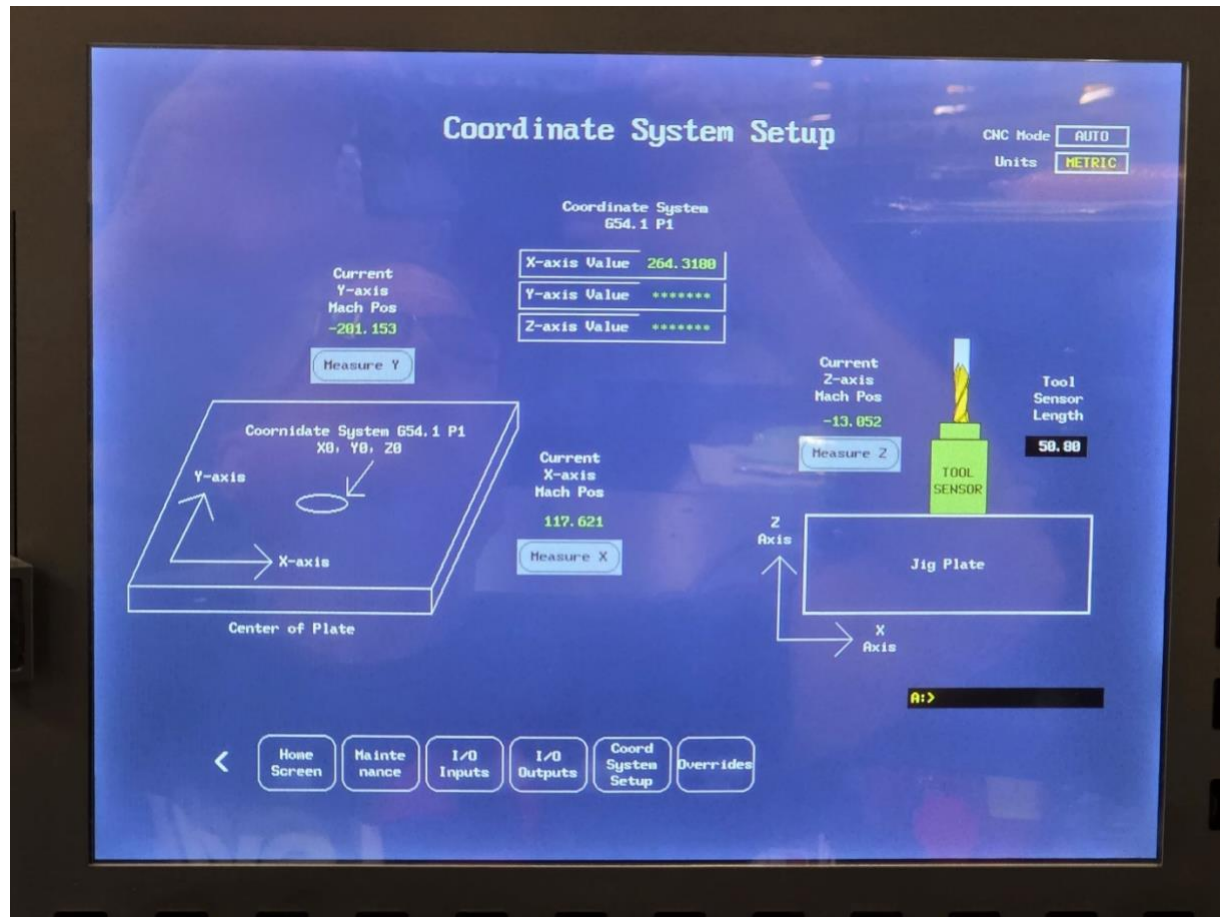 Coordinate System Setup
CNC Mode AUTO
Units METRIC
Coordinate System
G54.1 P1
X-axis Value 264.3180
Y-axis Value *******
Z-axis Value *******
Current
Y-axis
Mach Pos
-201.153
Measure Y
Coornidate System G54.1 P1
X0, Y0, Z0
Y-axis
X-axis
Center of Plate
Current
X-axis
Mach Pos
117.621
Measure X
Current
Z-axis
Mach Pos
-13.052
Measure Z
Tool
Sensor
Length
50.80
TOOL
SENSOR
Z
Axis
Jig Plate
X
Axis
A:>
<
Home
Screen
Mainte
nance
I/O
Inputs
I/O
Outputs
Coord
System
Setup
Overrides